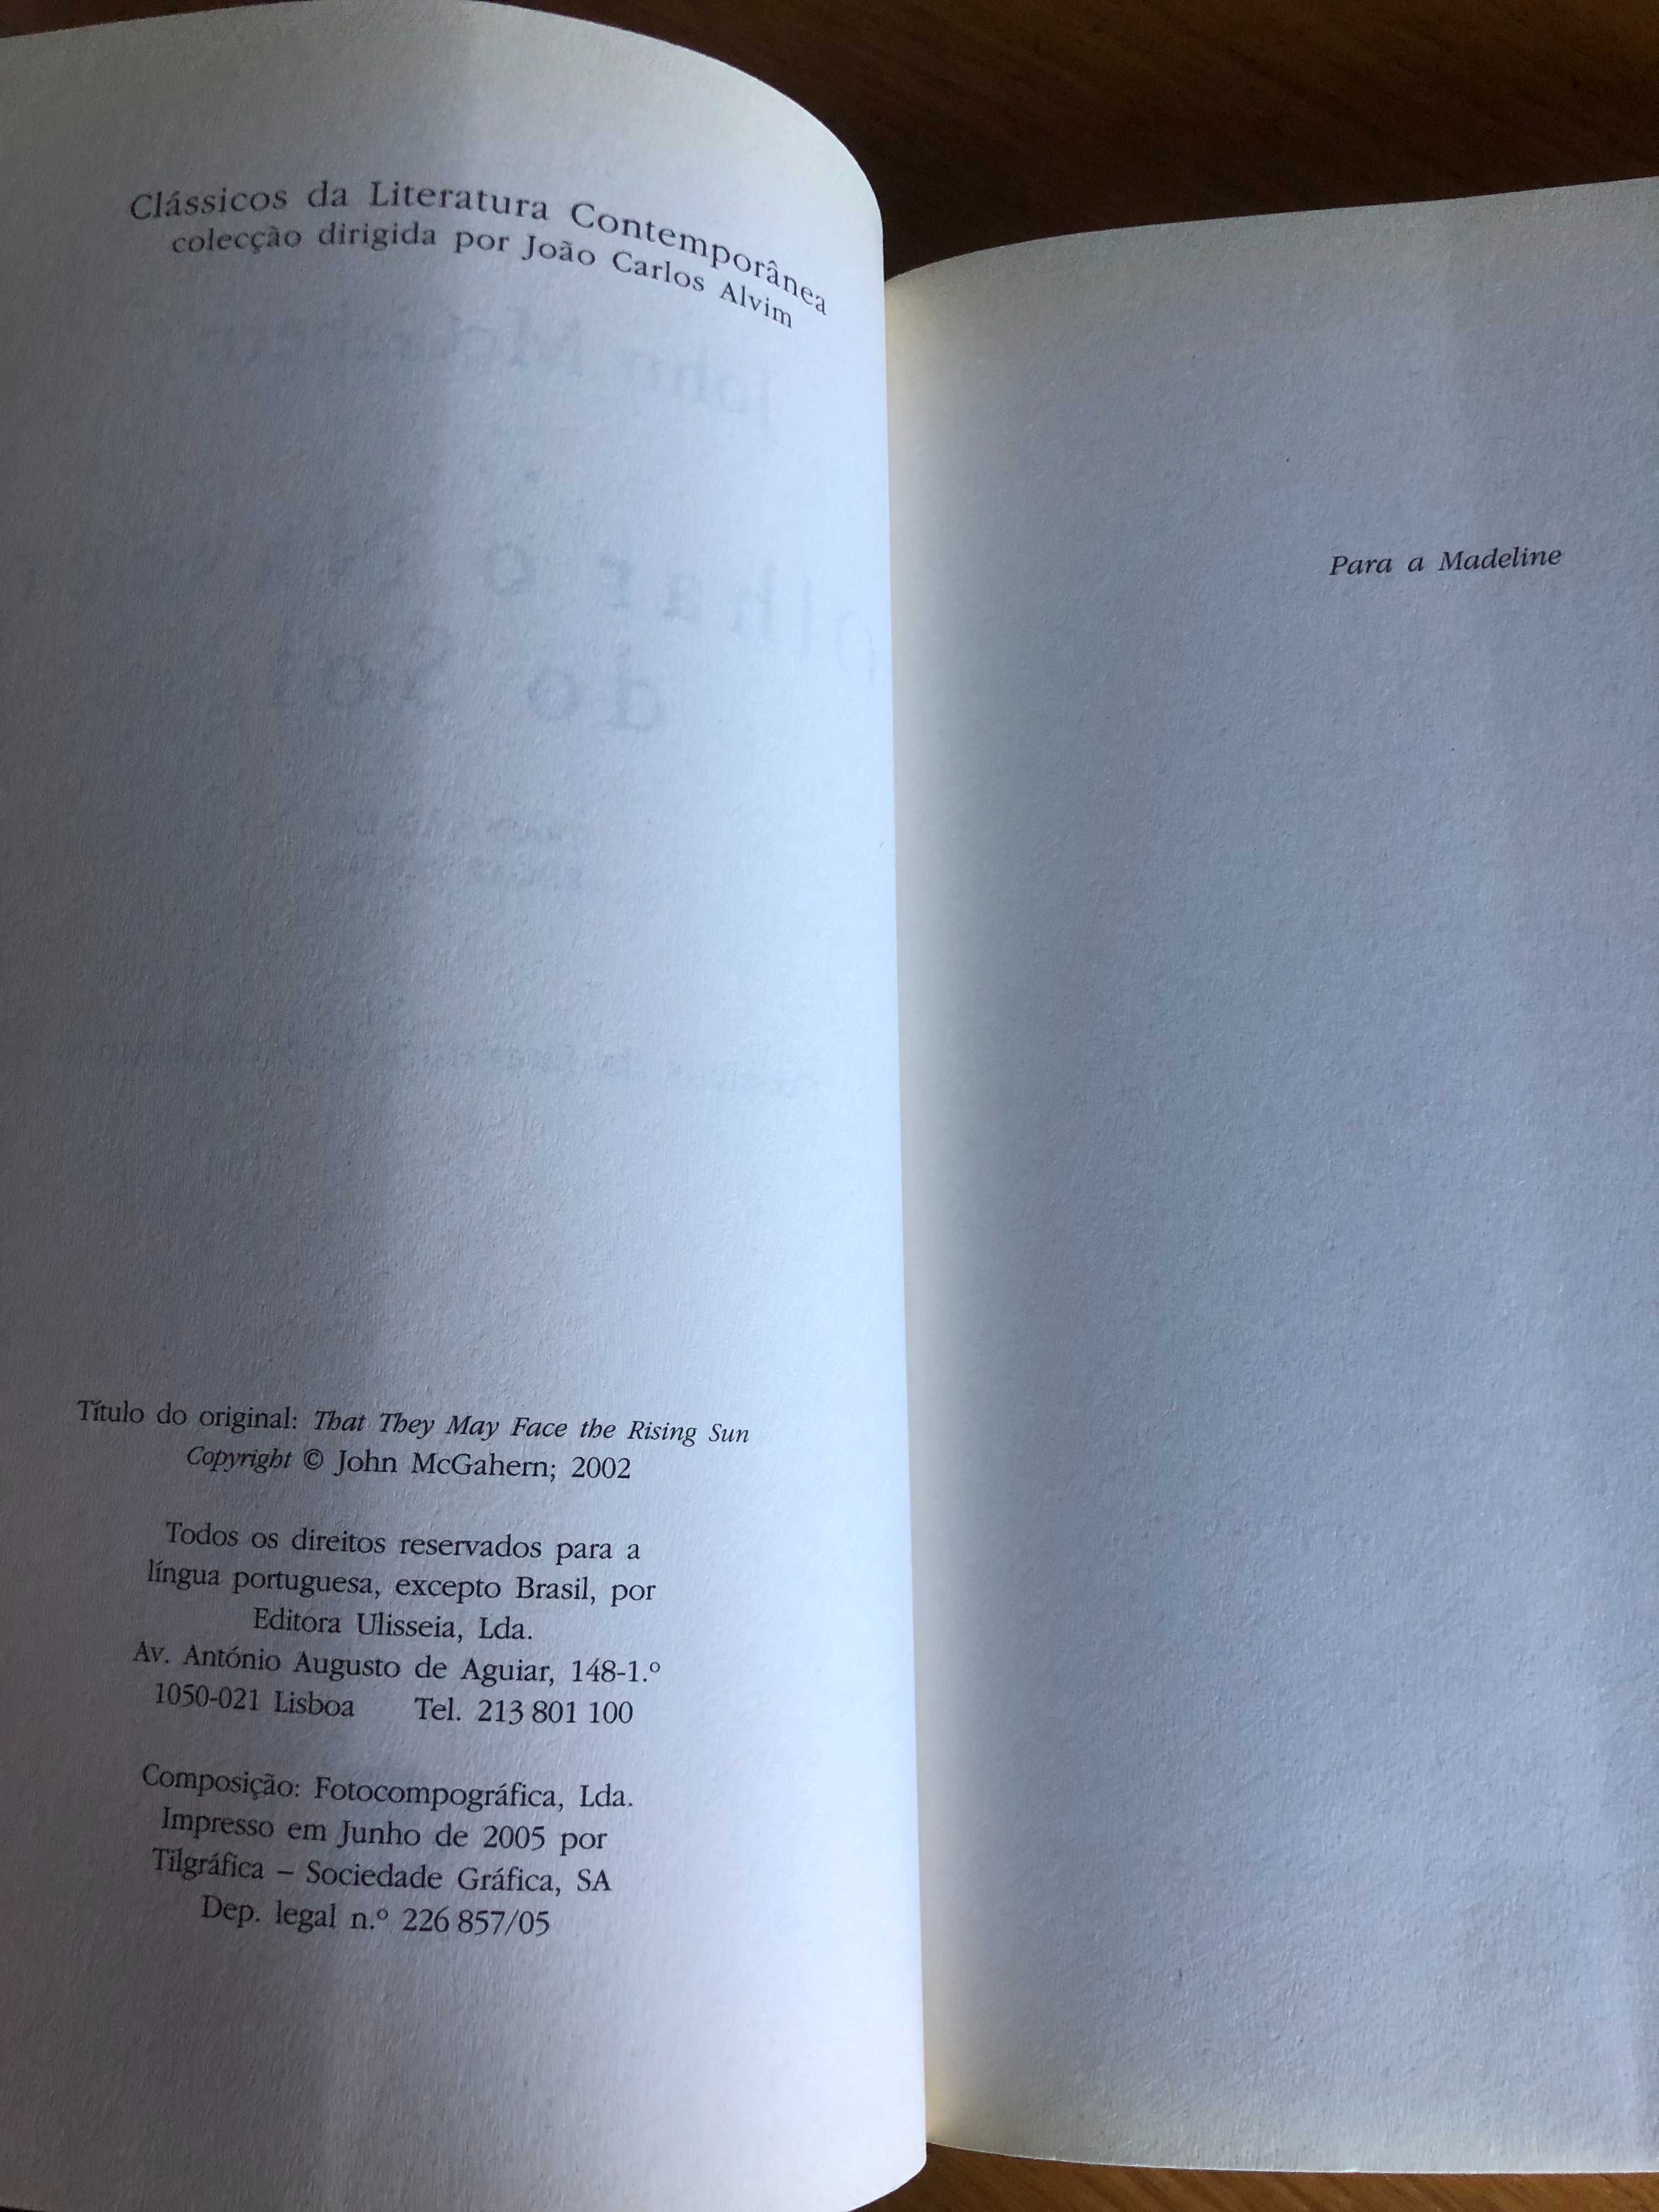 Clássicos da Literatura Contemporânea
colecção dirigida por João Carlos Alvim
Título do original: That They May Face the Rising Sun
Copyright © John McGahern; 2002
Todos os direitos reservados para a
língua portuguesa, excepto Brasil, por
Editora Ulisseia, Lda.
Av. António Augusto de Aguiar, 148-1.º
1050-021 Lisboa Tel. 213 801 100
Composição: Fotocompográfica, Lda.
Impresso em Junho de 2005 por
Tilgráfica – Sociedade Gráfica, SA
Dep. legal n.º 226 857/05
Para a Madeline